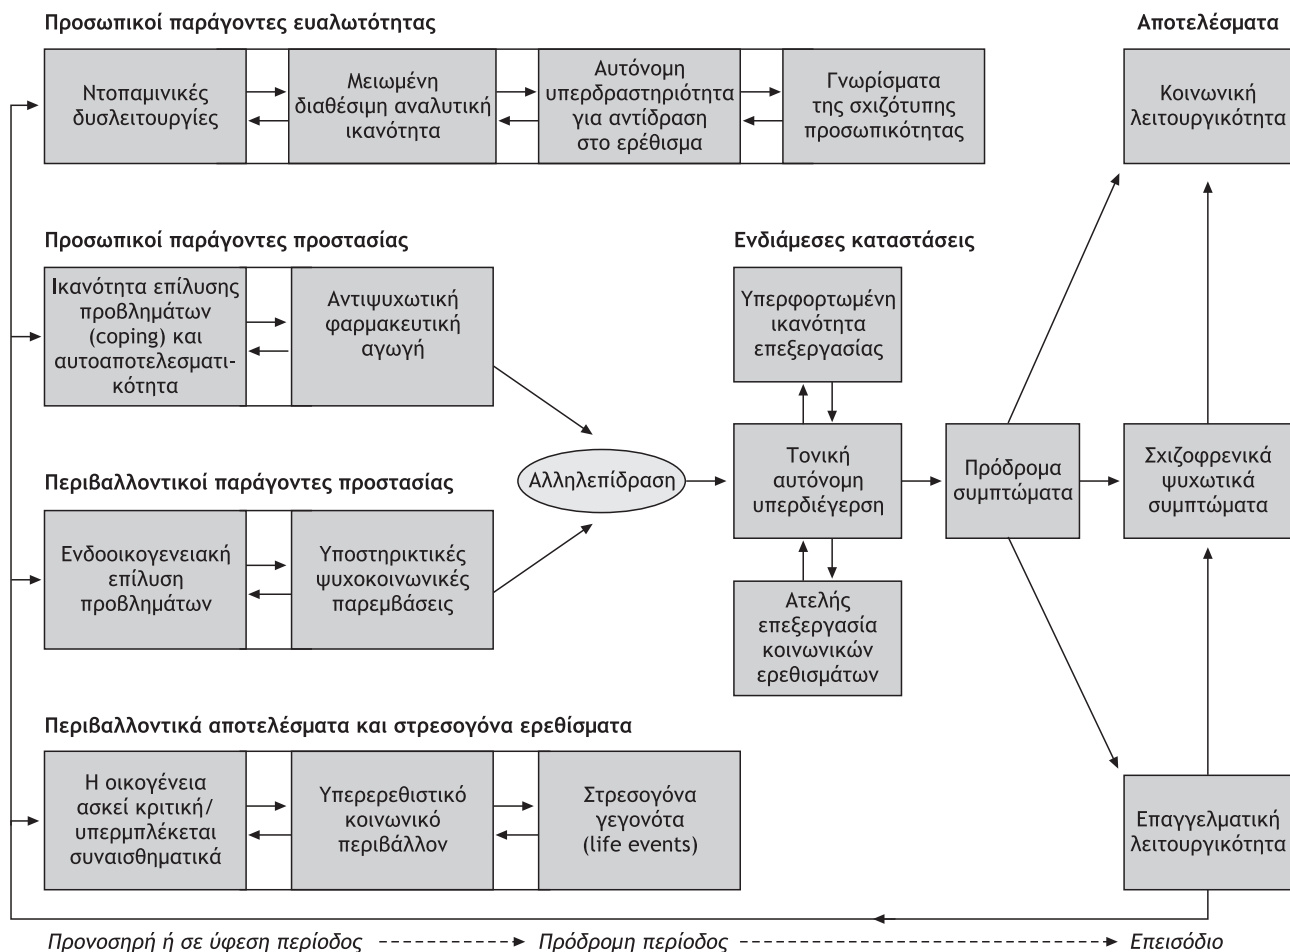 Προσωπικοί παράγοντες ευαλωτότητας
Αποτελέσματα
Ντοπαμινικές
δυσλειτουργίες
Μειωμένη
διαθέσιμη αναλυτική
ικανότητα
Αυτόνομη
υπερδραστηριότητα
για αντίδραση
στο ερέθισμα
Γνωρίσματα
της σχιζότυπης
προσωπικότητας
Κοινωνική
λειτουργικότητα
Προσωπικοί παράγοντες προστασίας
Ενδιάμεσες καταστάσεις
Ικανότητα επίλυσης
προβλημάτων
(coping) και
αυτοαποτελεσματι-
κότητα
Αντιψυχωτική
φαρμακευτική
αγωγή
Υπερφορτωμένη
ικανότητα
επεξεργασίας
Αλληλεπίδραση
Τονική
αυτόνομη
υπερδιέγερση
Πρόδρομα
συμπτώματα
Σχιζοφρενικά
ψυχωτικά
συμπτώματα
Περιβαλλοντικοί παράγοντες προστασίας
Ενδοοικογενειακή
επίλυση
προβλημάτων
Υποστηρικτικές
ψυχοκοινωνικές
παρεμβάσεις
Ατελής
επεξεργασία
κοινωνικών
ερεθισμάτων
Περιβαλλοντικά αποτελέσματα και στρεσογόνα ερεθίσματα
Η οικογένεια
ασκεί κριτική/
υπερμπλέκεται
συναισθηματικά
Υπερερεθιστικό
κοινωνικό
περιβάλλον
Στρεσογόνα
γεγονότα
(life events)
Επαγγελματική
λειτουργικότητα
Προνοσηρή ή σε ύφεση περίοδος
Πρόδρομη περίοδος
Επεισόδιο